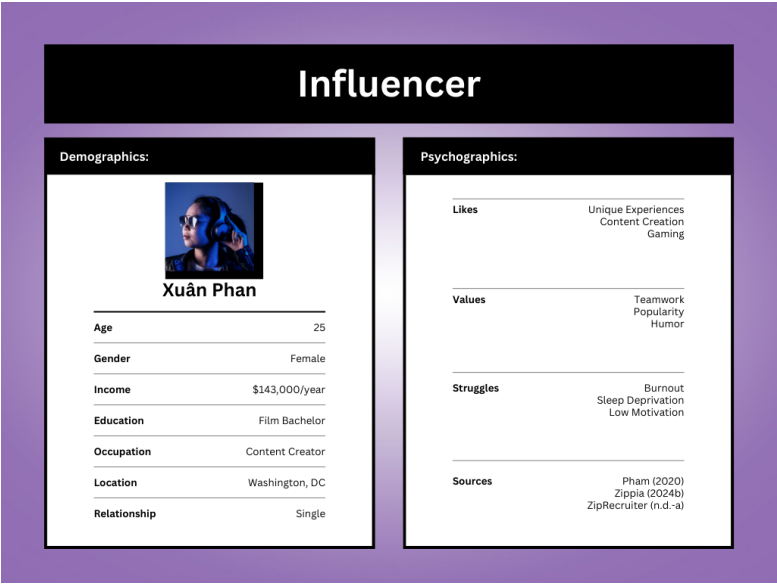 Influencer
Demographics:
Xuân Phan
Age 25
Gender Female
Income $143,000/year
Education Film Bachelor
Occupation Content Creator
Location Washington, DC
Relationship Single
Psychographics:
Likes Unique Experiences
Content Creation
Gaming
Values Teamwork
Popularity
Humor
Struggles Burnout
Sleep Deprivation
Low Motivation
Sources Pham (2020)
Zippia (2024b)
ZipRecruiter (n.d.-a)